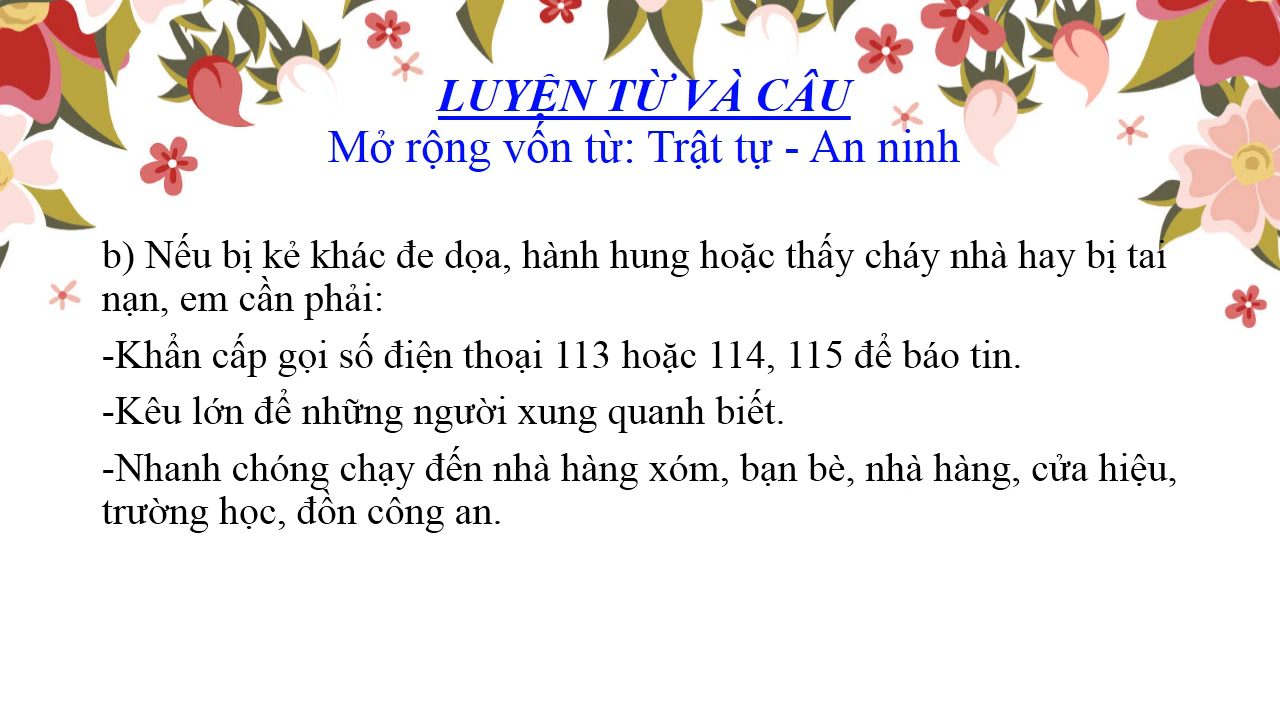 LUYỆN TỪ VÀ CÂU
Mở rộng vốn từ: Trật tự - An ninh
b) Nếu bị kẻ khác đe dọa, hành hung hoặc thấy cháy nhà hay bị tai
nạn, em cần phải:
-Khẩn cấp gọi số điện thoại 113 hoặc 114, 115 để báo tin.
-Kêu lớn để những người xung quanh biết.
-Nhanh chóng chạy đến nhà hàng xóm, bạn bè, nhà hàng, cửa hiệu,
trường học, đồn công an.